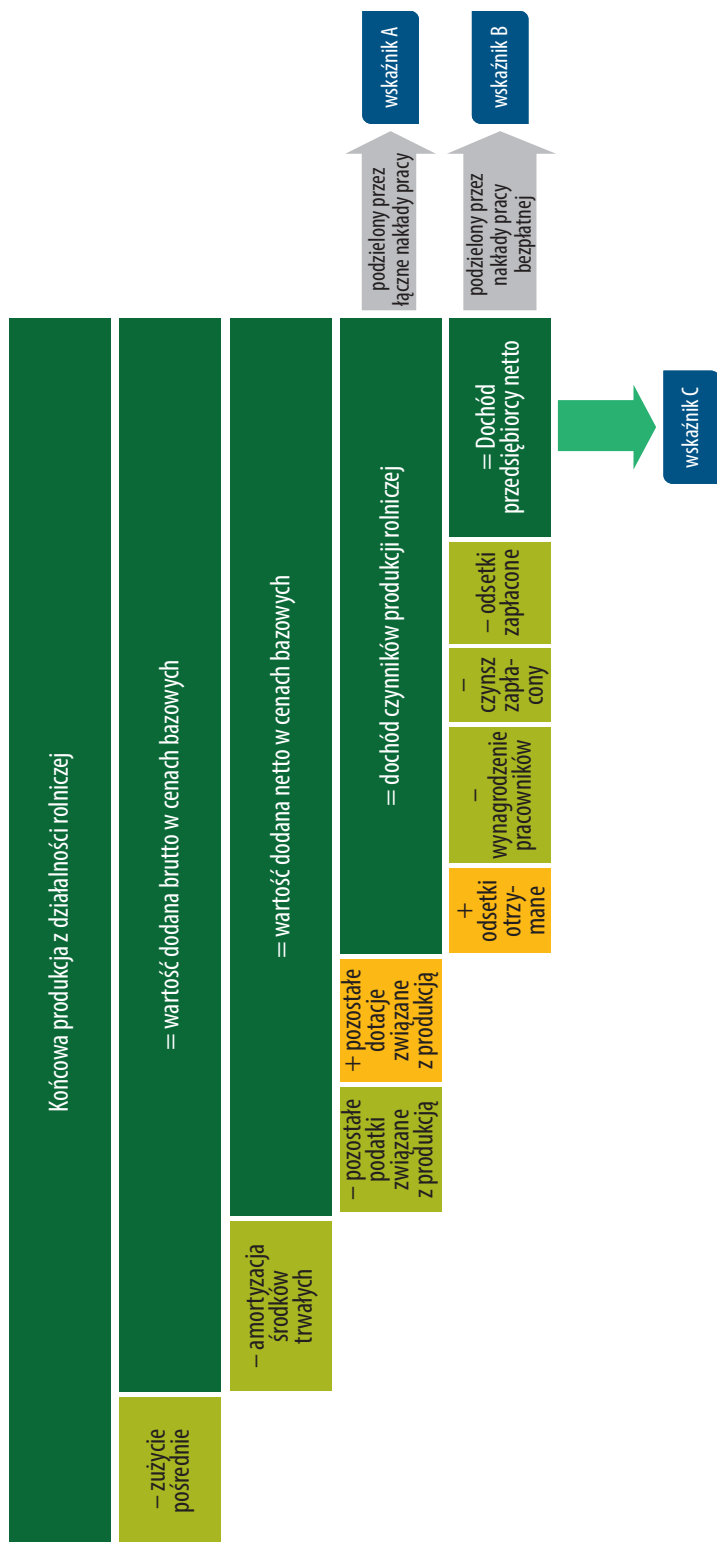 Końcowa produkcja z działalności rolniczej
– zużycie
pośrednie
= wartość dodana brutto w cenach bazowych
– amortyzacja
środków
trwałych
= wartość dodana netto w cenach bazowych
– pozostałe
podatki
związane
z produkcją
+ pozostałe
dotacje
związane
z produkcją
= dochód czynników produkcji rolniczej
podzielony przez
łączne nakłady pracy
wskaźnik A
+
odsetki
otrzy-
mane
–
wynagrodzenie
pracowników
–
czynsz
zapła-
cony
– odsetki
zapłacone
= Dochód
przedsiębiorcy netto
podzielony przez
nakłady pracy
bezpłatnej
wskaźnik B
wskaźnik C